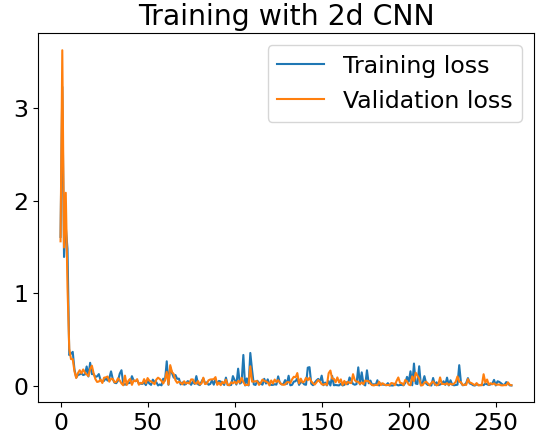 Training with 2d CNN
Training loss
Validation loss
3
2
1
0
0 50 100 150 200 250